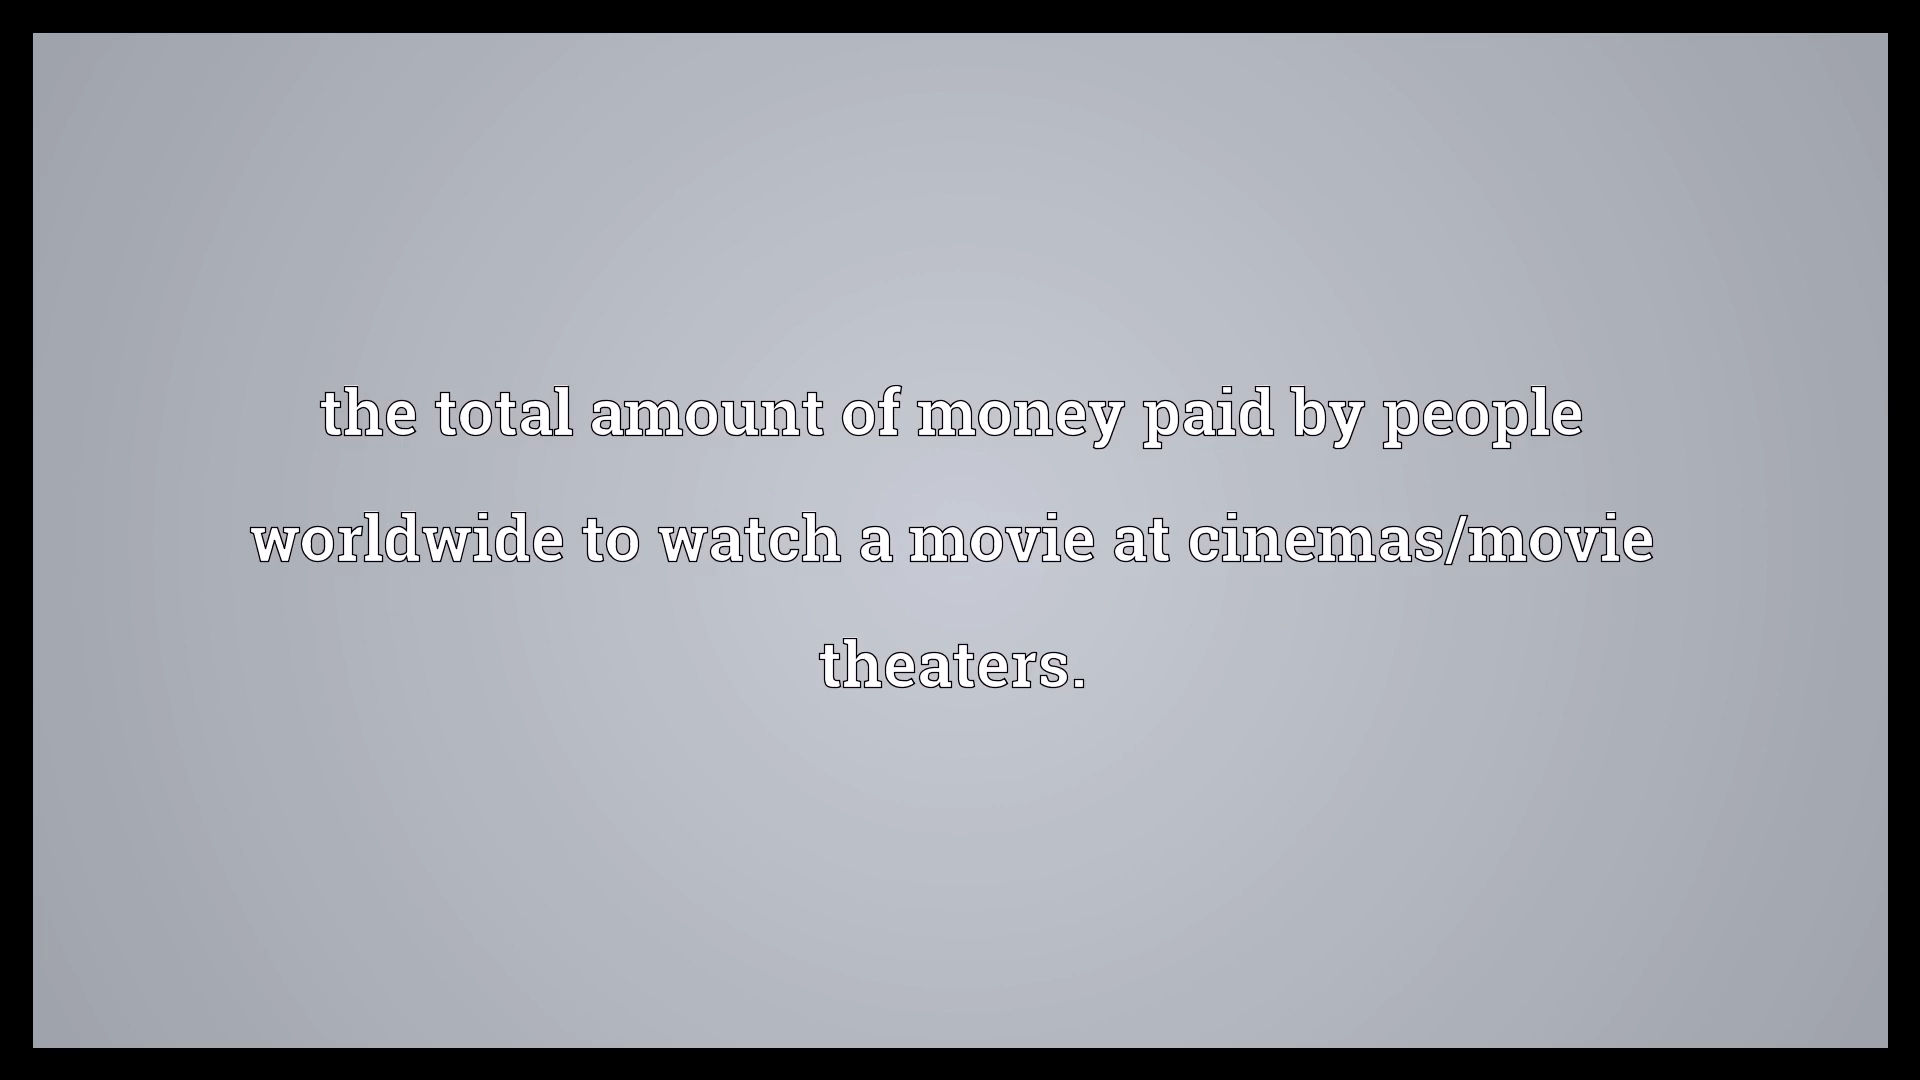 the total amount of money paid by people
worldwide to watch a movie at cinemas/movie
theaters.